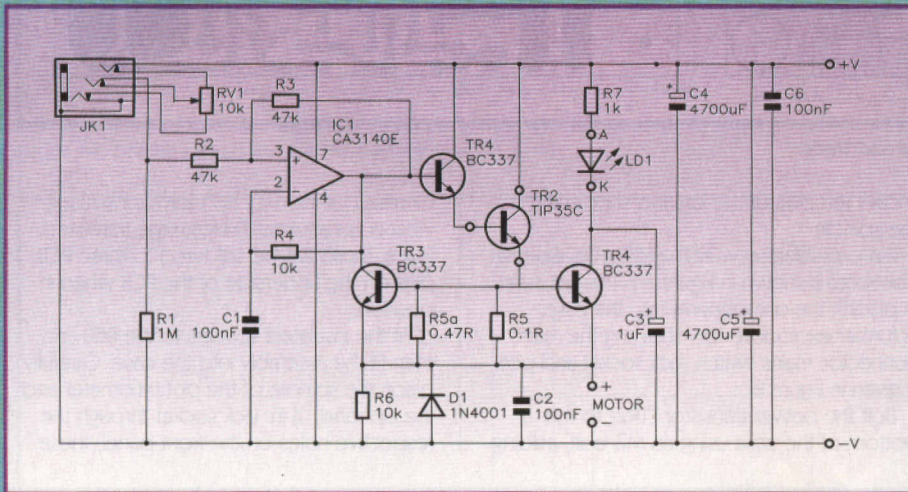 JK1
RV1
10k
R3
47k
IC1
CA3140E
R2
47k
3
+
7
2
−
4
TR4
BC337
TR2
TIP35C
R7
1k
A
LD1
K
+
C4
4700uF
C6
100nF
+V
R4
10k
TR3
BC337
TR4
BC337
R1
1M
C1
100nF
R5a
0.47R
R5
0.1R
+
C3
1uF
+
C5
4700uF
R6
10k
D1
1N4001
C2
100nF
+
MOTOR
−
−V